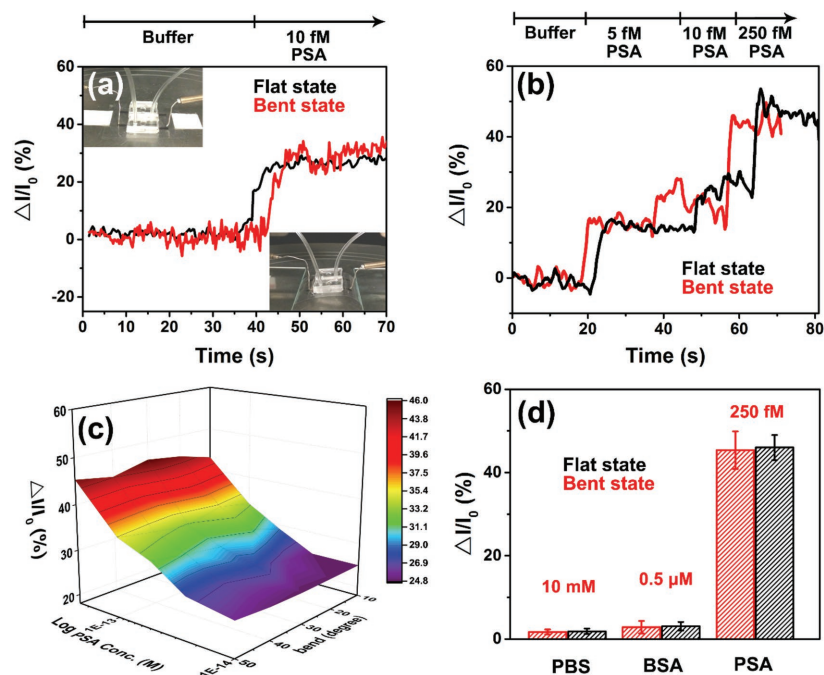 Buffer
10 fM
PSA
(a)
Flat state
Bent state
60
40
20
0
-20
ΔI/I0 (%)
0 10 20 30 40 50 60 70
Time (s)
Buffer
5 fM
PSA
10 fM
PSA
250 fM
PSA
(b)
60
40
20
0
ΔI/I0 (%)
Flat state
Bent state
0 20 40 60 80
Time (s)
(c)
60
50
40
30
20
ΔI/I0 (%)
1E-13
1E-14
Log PSA Conc. (M)
50
40
30
20
10
bend (degree)
46.0
43.8
41.7
39.6
37.5
35.4
33.2
31.1
29.0
26.9
24.8
(d)
250 fM
Flat state
Bent state
10 mM
0.5 μM
60
40
20
0
ΔI/I0 (%)
PBS BSA PSA